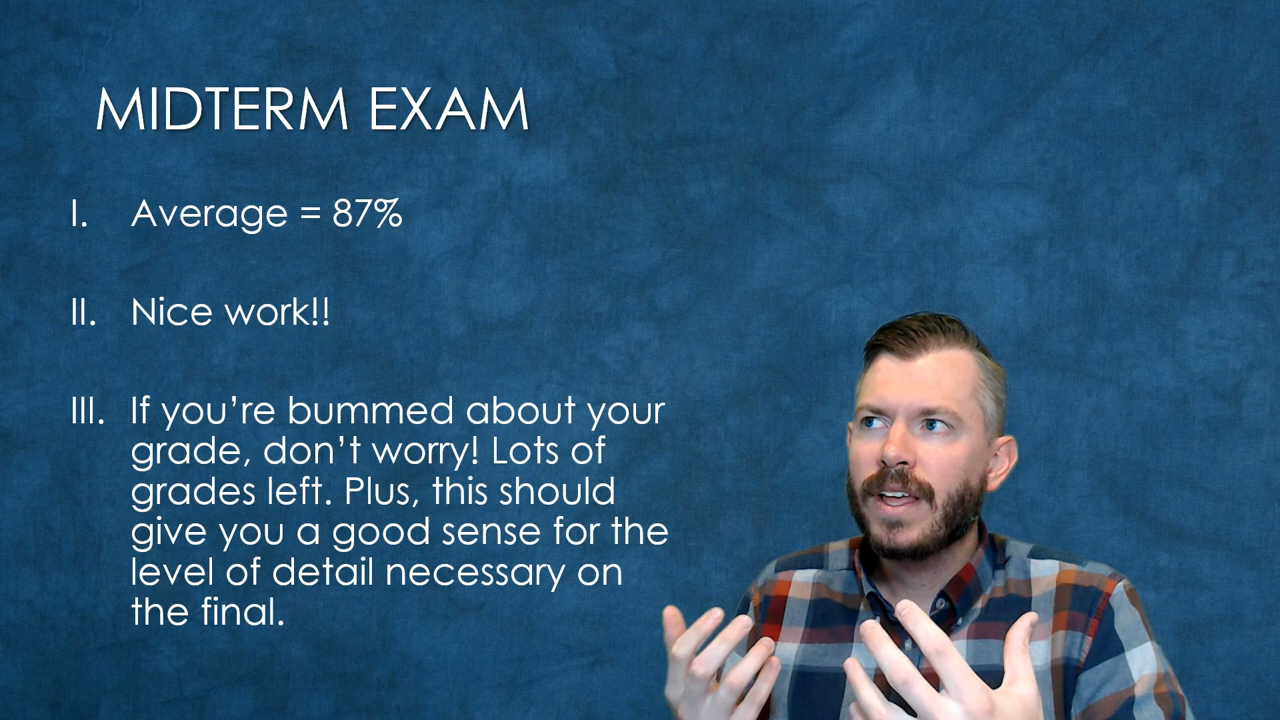 MIDTERM EXAM
I. Average = 87%
II. Nice work!!
III. If you’re bummed about your
grade, don’t worry! Lots of
grades left. Plus, this should
give you a good sense for the
level of detail necessary on
the final.